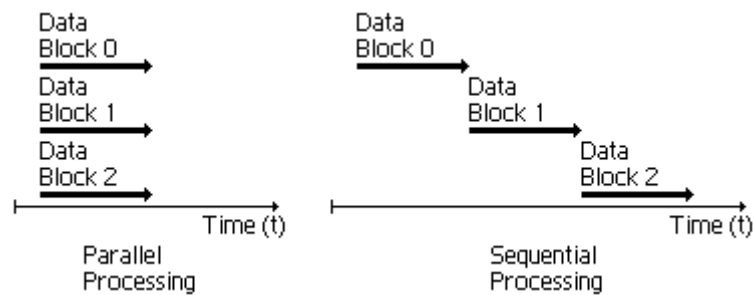 Data
Block 0
Data
Block 1
Data
Block 2
Time (t)
Parallel
Processing
Data
Block 0
Data
Block 1
Data
Block 2
Time (t)
Sequential
Processing